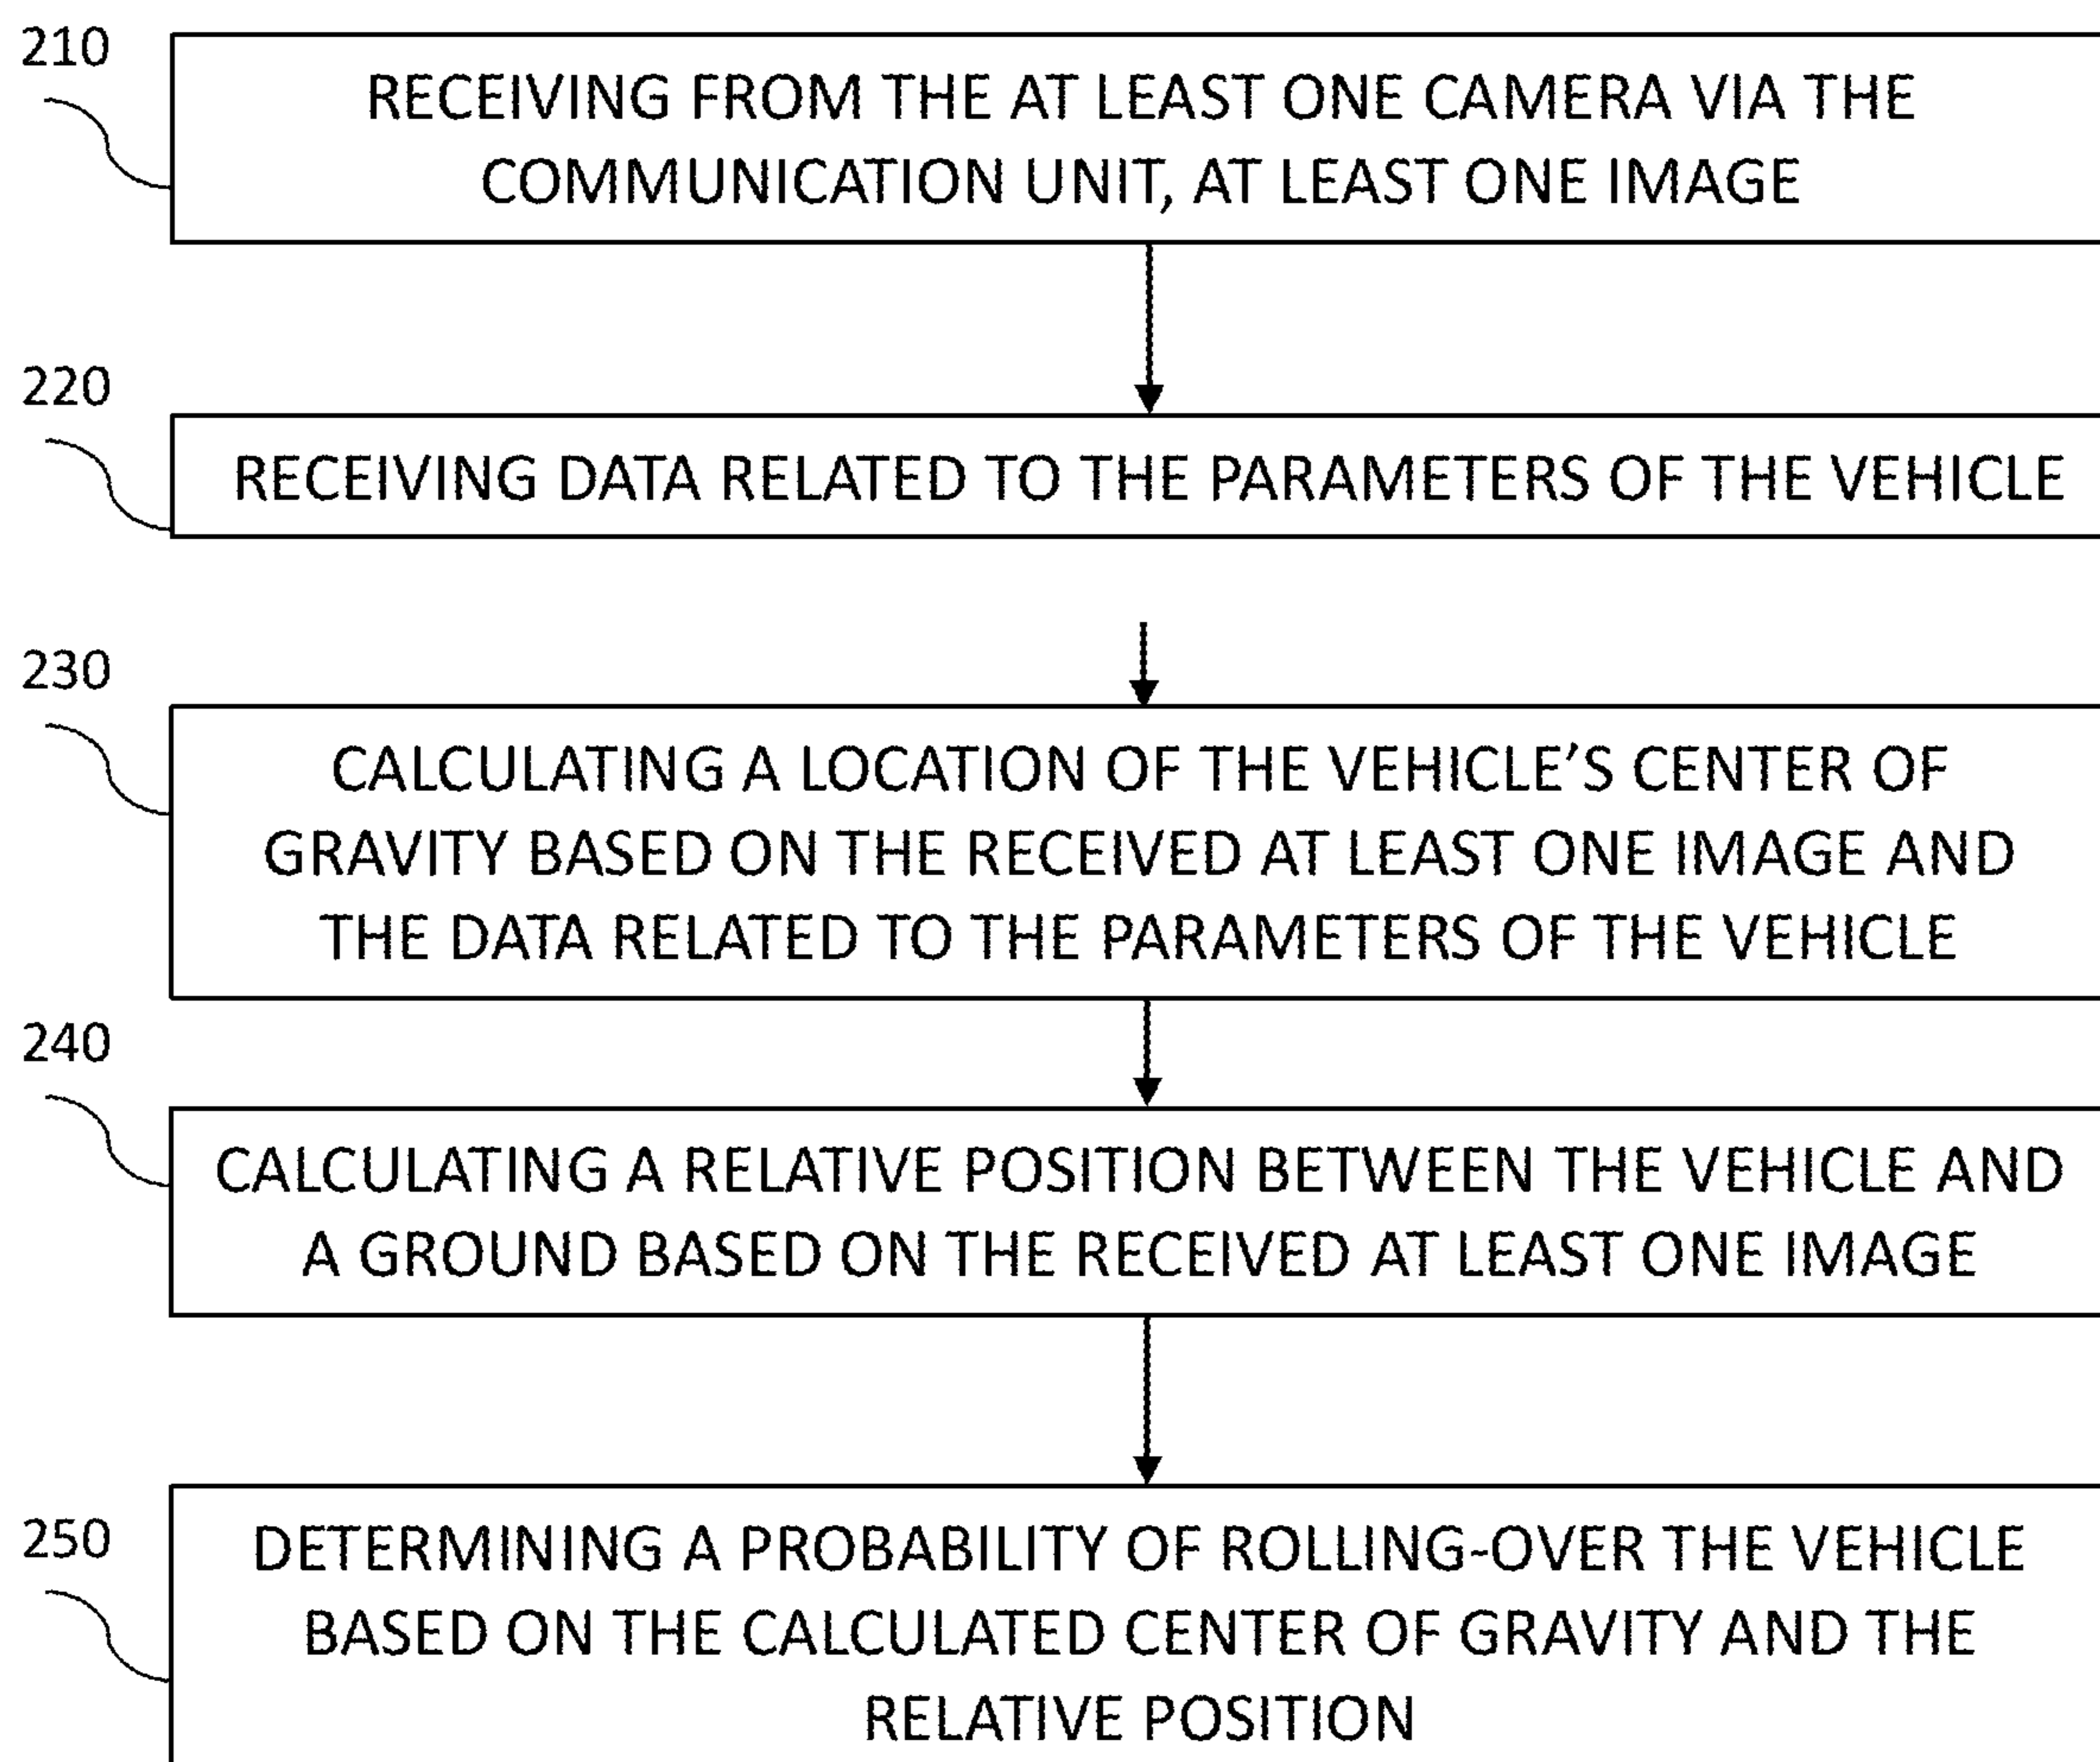 210
RECEIVING FROM THE AT LEAST ONE CAMERA VIA THE
COMMUNICATION UNIT, AT LEAST ONE IMAGE
220
RECEIVING DATA RELATED TO THE PARAMETERS OF THE VEHICLE
230
CALCULATING A LOCATION OF THE VEHICLE’S CENTER OF
GRAVITY BASED ON THE RECEIVED AT LEAST ONE IMAGE AND
THE DATA RELATED TO THE PARAMETERS OF THE VEHICLE
240
CALCULATING A RELATIVE POSITION BETWEEN THE VEHICLE AND
A GROUND BASED ON THE RECEIVED AT LEAST ONE IMAGE
250
DETERMINING A PROBABILITY OF ROLLING-OVER THE VEHICLE
BASED ON THE CALCULATED CENTER OF GRAVITY AND THE
RELATIVE POSITION